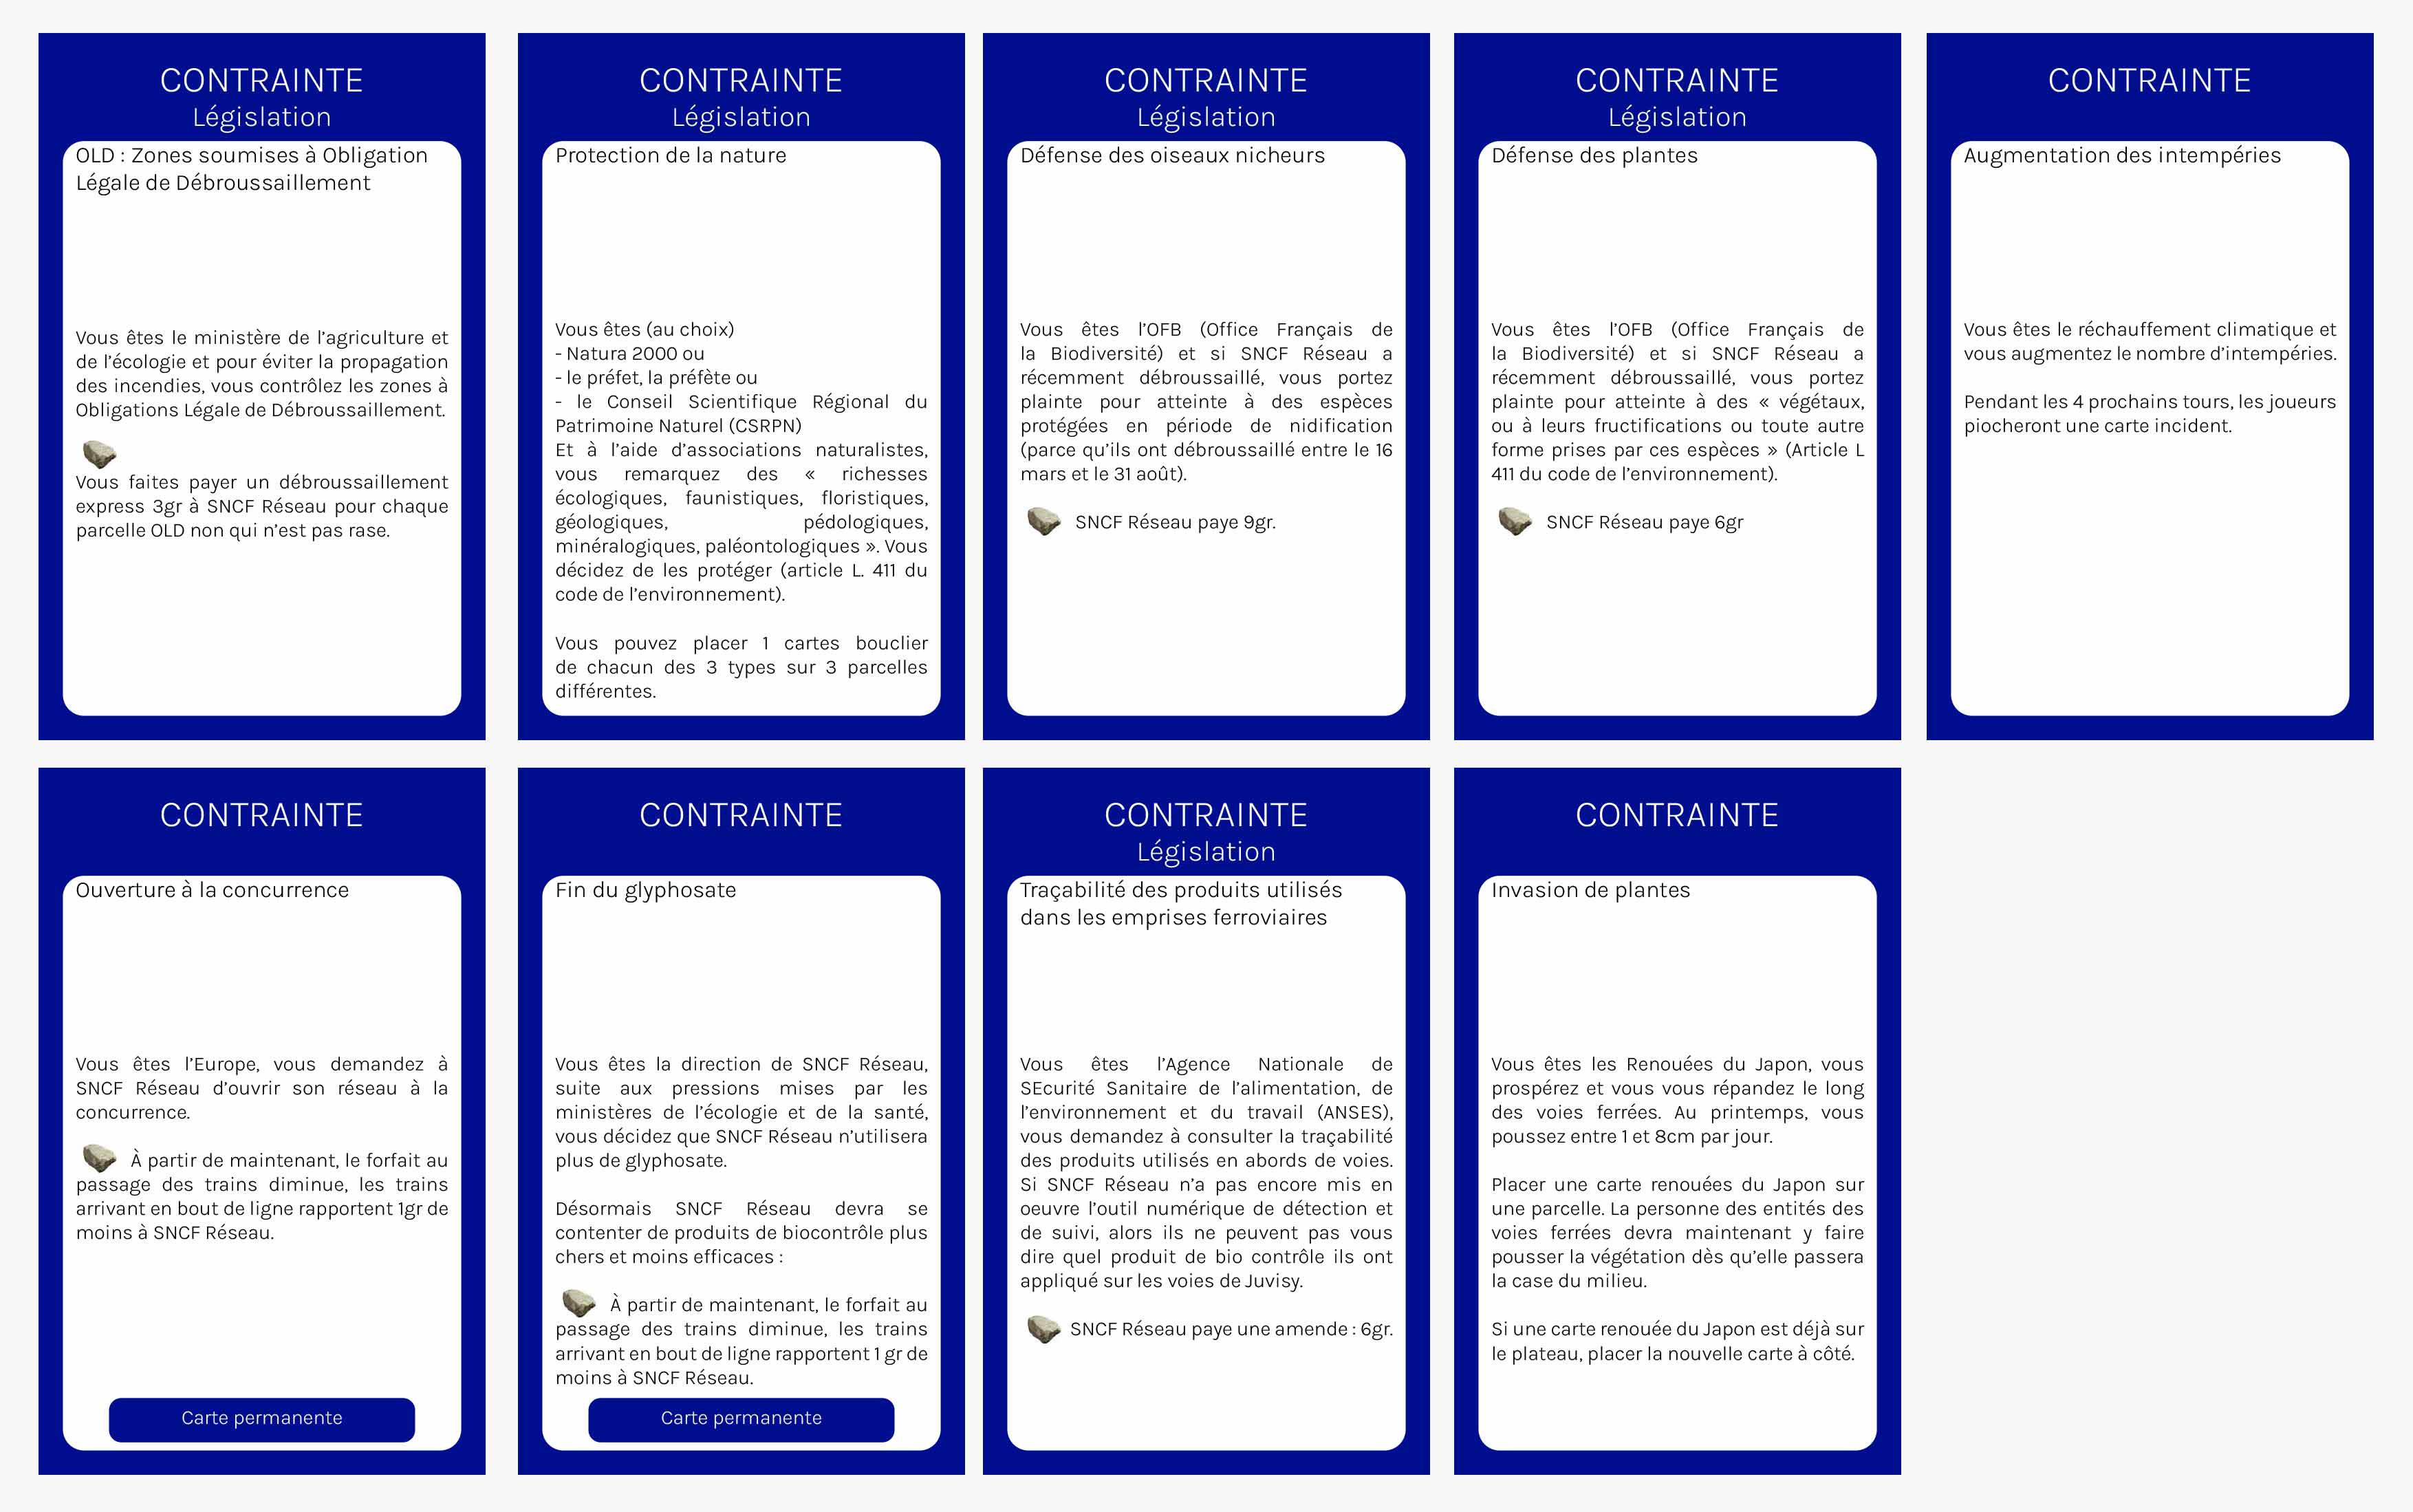 CONTRAINTE
Législation
OLD : Zones soumises à Obligation
Légale de Débroussaillement
Vous êtes le ministère de l’agriculture et
de l’écologie et pour éviter la propagation
des incendies, vous contrôlez les zones à
Obligations Légale de Débroussaillement.
Vous faites payer un débroussaillement
express 3gr à SNCF Réseau pour chaque
parcelle OLD non qui n’est pas rase.
CONTRAINTE
Législation
Protection de la nature
Vous êtes (au choix)
- Natura 2000 ou
- le préfet, la préfète ou
- le Conseil Scientifique Régional du
Patrimoine Naturel (CSRPN)
Et à l’aide d’associations naturalistes,
vous remarquez des « richesses
écologiques, faunistiques, floristiques,
géologiques, pédologiques,
minéralogiques, paléontologiques ». Vous
décidez de les protéger (article L. 411 du
code de l’environnement).
Vous pouvez placer 1 cartes bouclier
de chacun des 3 types sur 3 parcelles
différentes.
CONTRAINTE
Législation
Défense des oiseaux nicheurs
Vous êtes l’OFB (Office Français de
la Biodiversité) et si SNCF Réseau a
récemment débroussaillé, vous portez
plainte pour atteinte à des espèces
protégées en période de nidification
(parce qu’ils ont débroussaillé entre le 16
mars et le 31 août).
SNCF Réseau paye 9gr.
CONTRAINTE
Législation
Défense des plantes
Vous êtes l’OFB (Office Français de
la Biodiversité) et si SNCF Réseau a
récemment débroussaillé, vous portez
plainte pour atteinte à des « végétaux,
ou à leurs fructifications ou toute autre
forme prises par ces espèces » (Article L
411 du code de l’environnement).
SNCF Réseau paye 6gr
CONTRAINTE
Augmentation des intempéries
Vous êtes le réchauffement climatique et
vous augmentez le nombre d’intempéries.
Pendant les 4 prochains tours, les joueurs
piocheront une carte incident.
CONTRAINTE
Ouverture à la concurrence
Vous êtes l’Europe, vous demandez à
SNCF Réseau d’ouvrir son réseau à la
concurrence.
À partir de maintenant, le forfait au
passage des trains diminue, les trains
arrivant en bout de ligne rapportent 1gr de
moins à SNCF Réseau.
Carte permanente
CONTRAINTE
Fin du glyphosate
Vous êtes la direction de SNCF Réseau,
suite aux pressions mises par les
ministères de l’écologie et de la santé,
vous décidez que SNCF Réseau n’utilisera
plus de glyphosate.
Désormais SNCF Réseau devra se
contenter de produits de biocontrôle plus
chers et moins efficaces :
À partir de maintenant, le forfait au
passage des trains diminue, les trains
arrivant en bout de ligne rapportent 1 gr de
moins à SNCF Réseau.
Carte permanente
CONTRAINTE
Législation
Traçabilité des produits utilisés
dans les emprises ferroviaires
Vous êtes l’Agence Nationale de
SEcurité Sanitaire de l’alimentation, de
l’environnement et du travail (ANSES),
vous demandez à consulter la traçabilité
des produits utilisés en abords de voies.
Si SNCF Réseau n’a pas encore mis en
oeuvre l’outil numérique de détection et
de suivi, alors ils ne peuvent pas vous
dire quel produit de bio contrôle ils ont
appliqué sur les voies de Juvisy.
SNCF Réseau paye une amende : 6gr.
CONTRAINTE
Invasion de plantes
Vous êtes les Renouées du Japon, vous
prospérez et vous vous répandez le long
des voies ferrées. Au printemps, vous
poussez entre 1 et 8cm par jour.
Placer une carte renouées du Japon sur
une parcelle. La personne des entités des
voies ferrées devra maintenant y faire
pousser la végétation dès qu’elle passera
la case du milieu.
Si une carte renouée du Japon est déjà sur
le plateau, placer la nouvelle carte à côté.